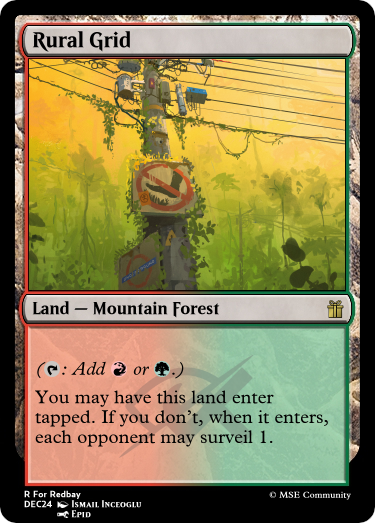 Rural Grid
Land — Mountain Forest
(T: Add R or G.)
You may have this land enter
tapped. If you don't, when it enters,
each opponent may surveil 1.
R For Redbay
DEC24 Ismail Inceoglu
Epid
© MSE Community